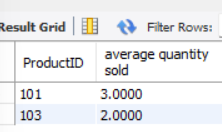 Result Grid Filter Rows:
ProductID average quantity sold
101 3.0000
103 2.0000